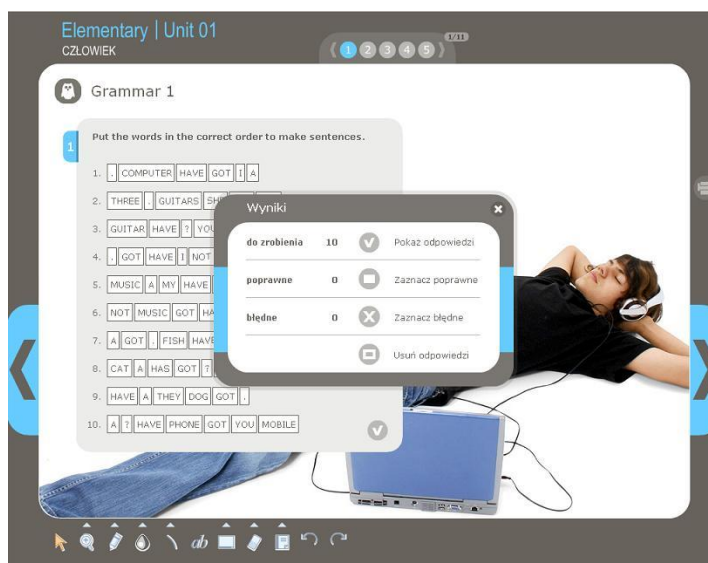 Elementary | Unit 01
CZŁOWIEK
1 2 3 4 5
1/11
Grammar 1
1
Put the words in the correct order to make sentences.
1. . COMPUTER HAVE GOT I A
2. THREE . GUITARS
3. GUITAR HAVE ?
4. . GOT HAVE I NOT
5. MUSIC A MY HAVE
6. NOT MUSIC GOT
7. A GOT . FISH HAVE
8. CAT A HAS GOT ?
9. HAVE A THEY DOG GOT .
10. A ? HAVE PHONE GOT YOU MOBILE
Wyniki
do zrobienia 10 Pokaż odpowiedzi
poprawne 0 Zaznacz poprawne
błędne 0 Zaznacz błędne
Usuń odpowiedzi
ab